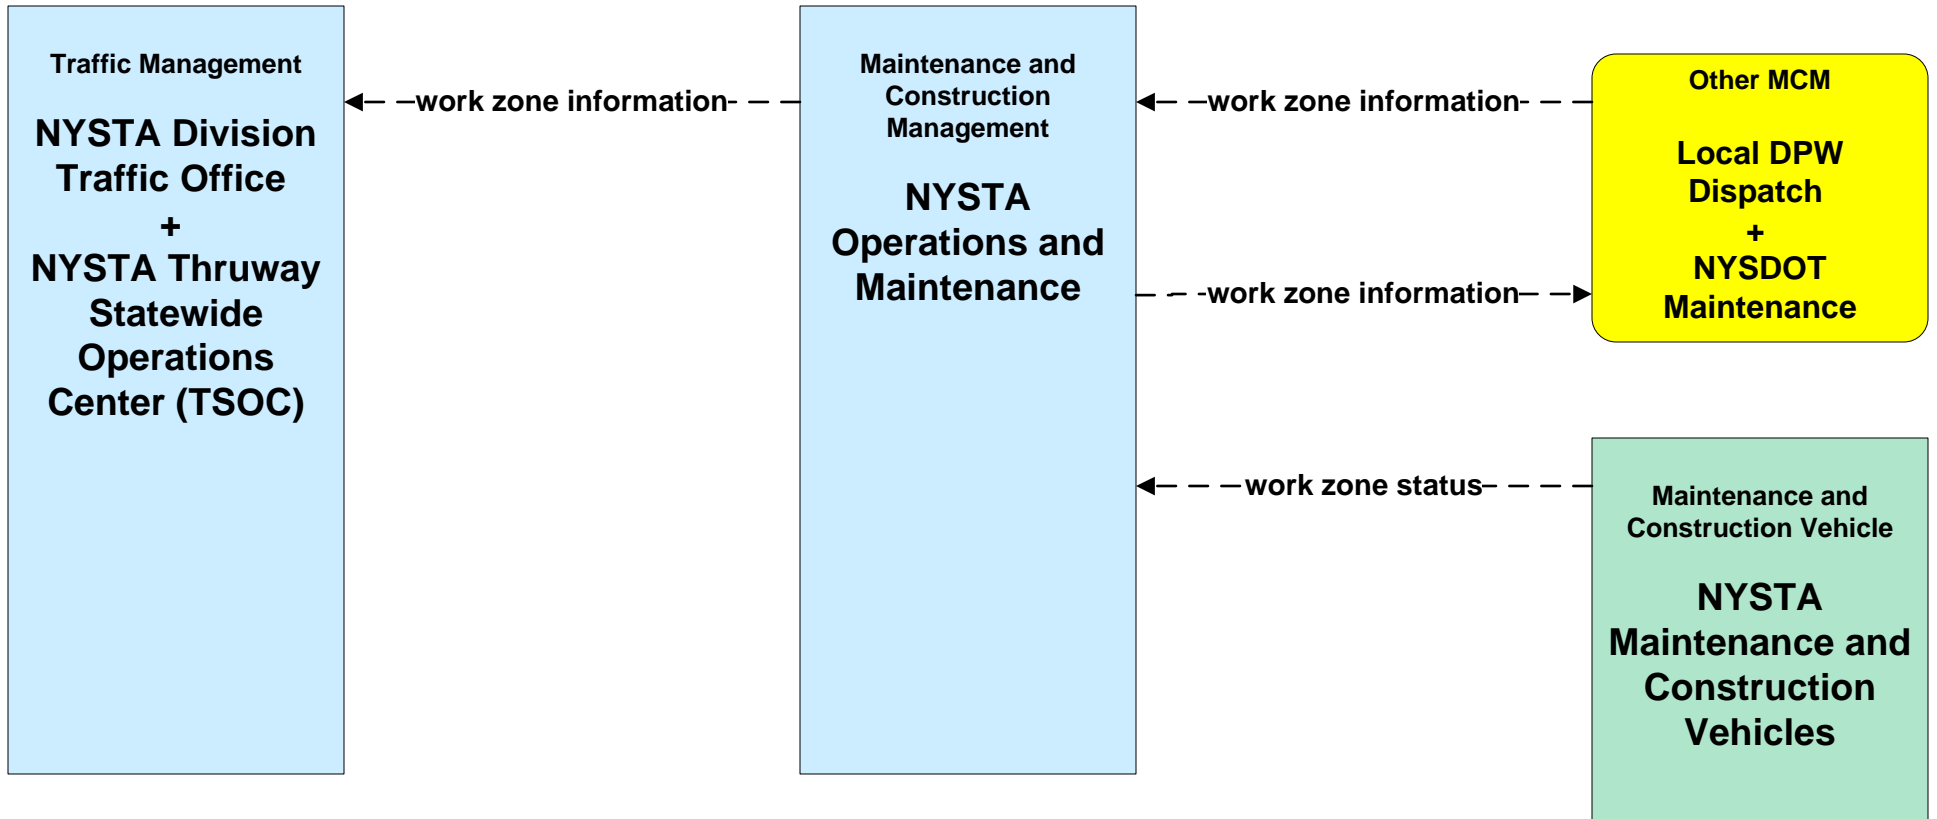 Traffic Management
NYSTA Division
Traffic Office
+
NYSTA Thruway
Statewide
Operations
Center (TSOC)
work zone information
Maintenance and
Construction
Management
NYSTA
Operations and
Maintenance
work zone information
work zone information
work zone status
Other MCM
Local DPW
Dispatch
+
NYSDOT
Maintenance
Maintenance and
Construction Vehicle
NYSTA
Maintenance and
Construction
Vehicles